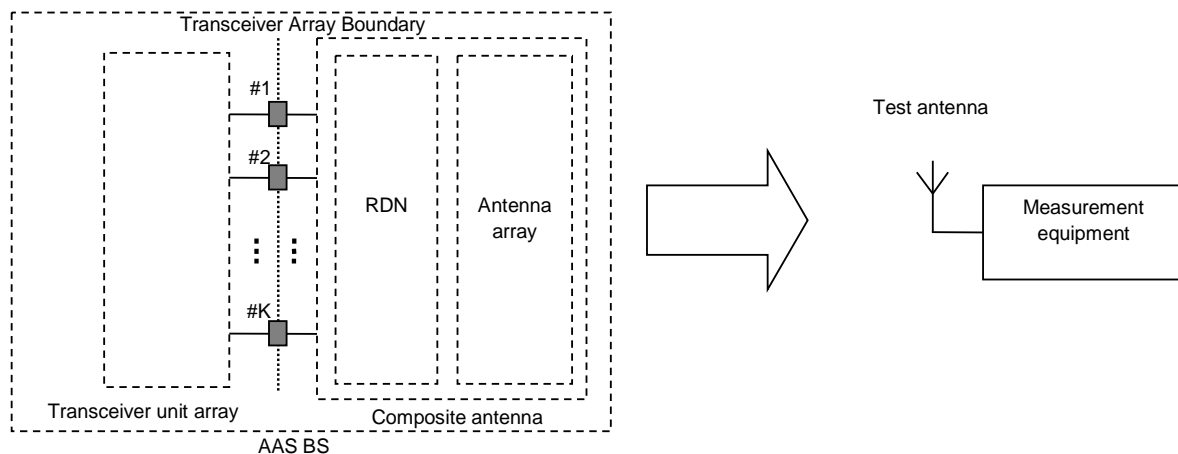 Transceiver Array Boundary
#1
#2
#K
RDN
Antenna
array
Transceiver unit array
Composite antenna
AAS BS
Test antenna
Measurement
equipment